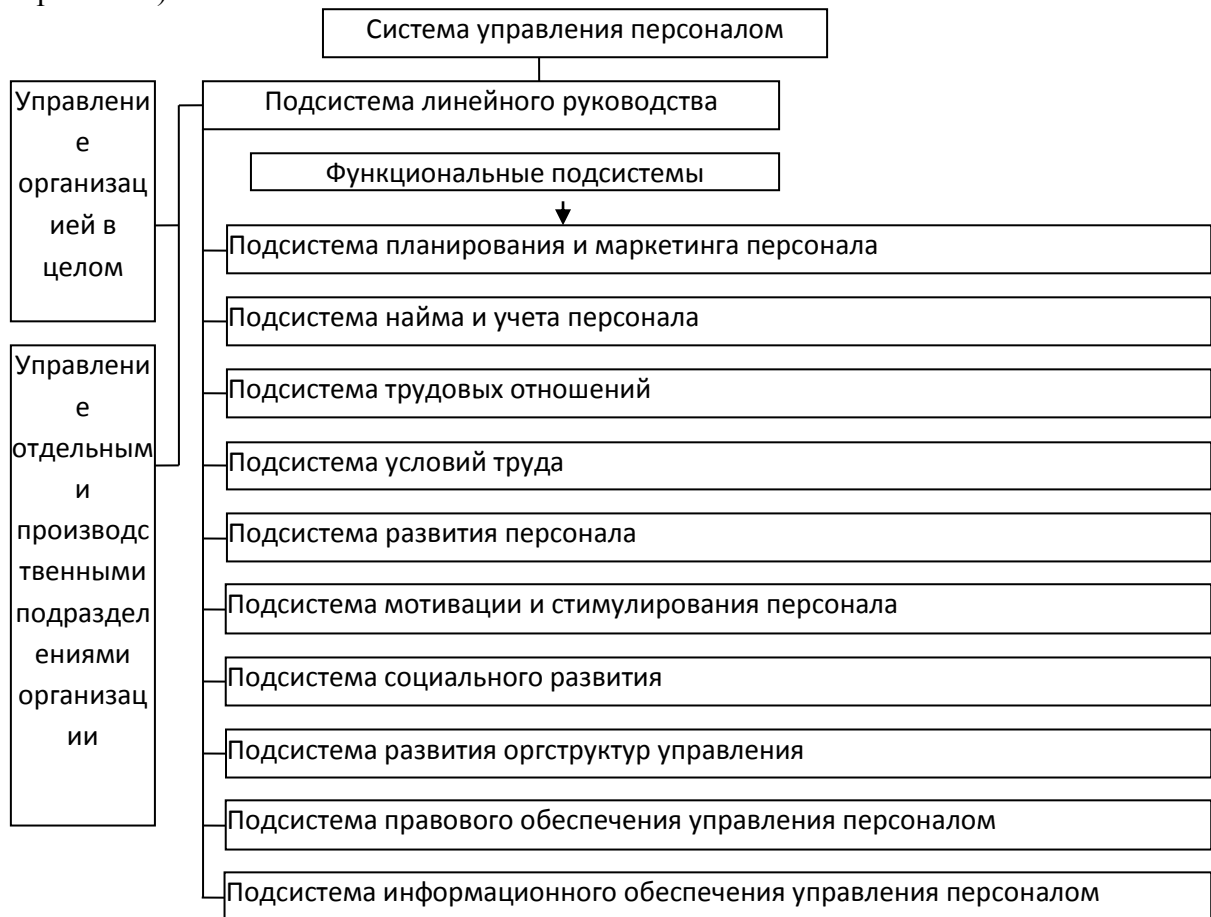 Система управления персоналом
Подсистема линейного руководства
Управлени
е
организац
ией в
целом
Управлени
е
отдельным
и
производс
твенными
подраздел
ениями
организац
ии
Функциональные подсистемы
Подсистема планирования и маркетинга персонала
Подсистема найма и учета персонала
Подсистема трудовых отношений
Подсистема условий труда
Подсистема развития персонала
Подсистема мотивации и стимулирования персонала
Подсистема социального развития
Подсистема развития оргструктур управления
Подсистема правового обеспечения управления персоналом
Подсистема информационного обеспечения управления персоналом